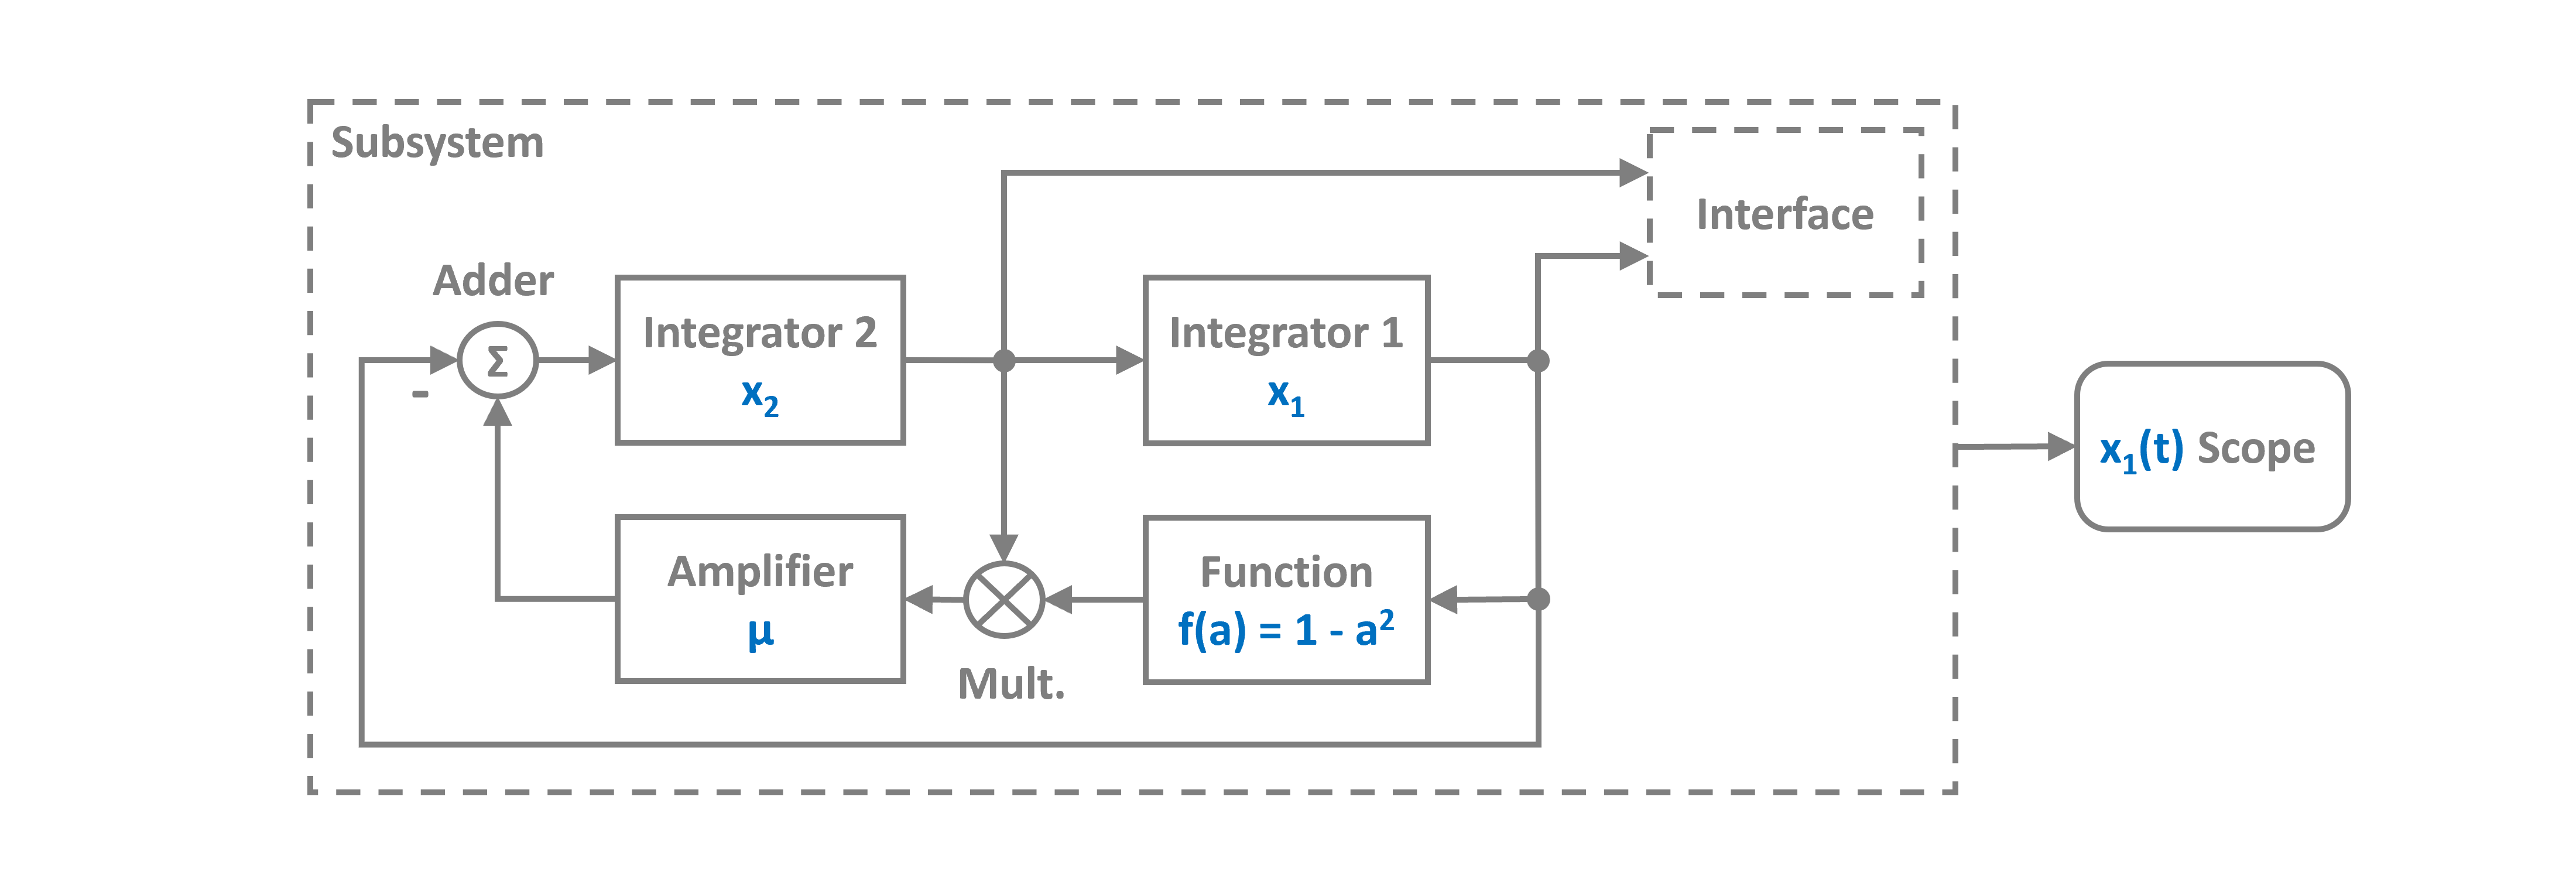 Subsystem
Interface
Adder
Σ
-
Integrator 2
x₂
Integrator 1
x₁
x₁(t) Scope
Amplifier
μ
Mult.
Function
f(a) = 1 - a²